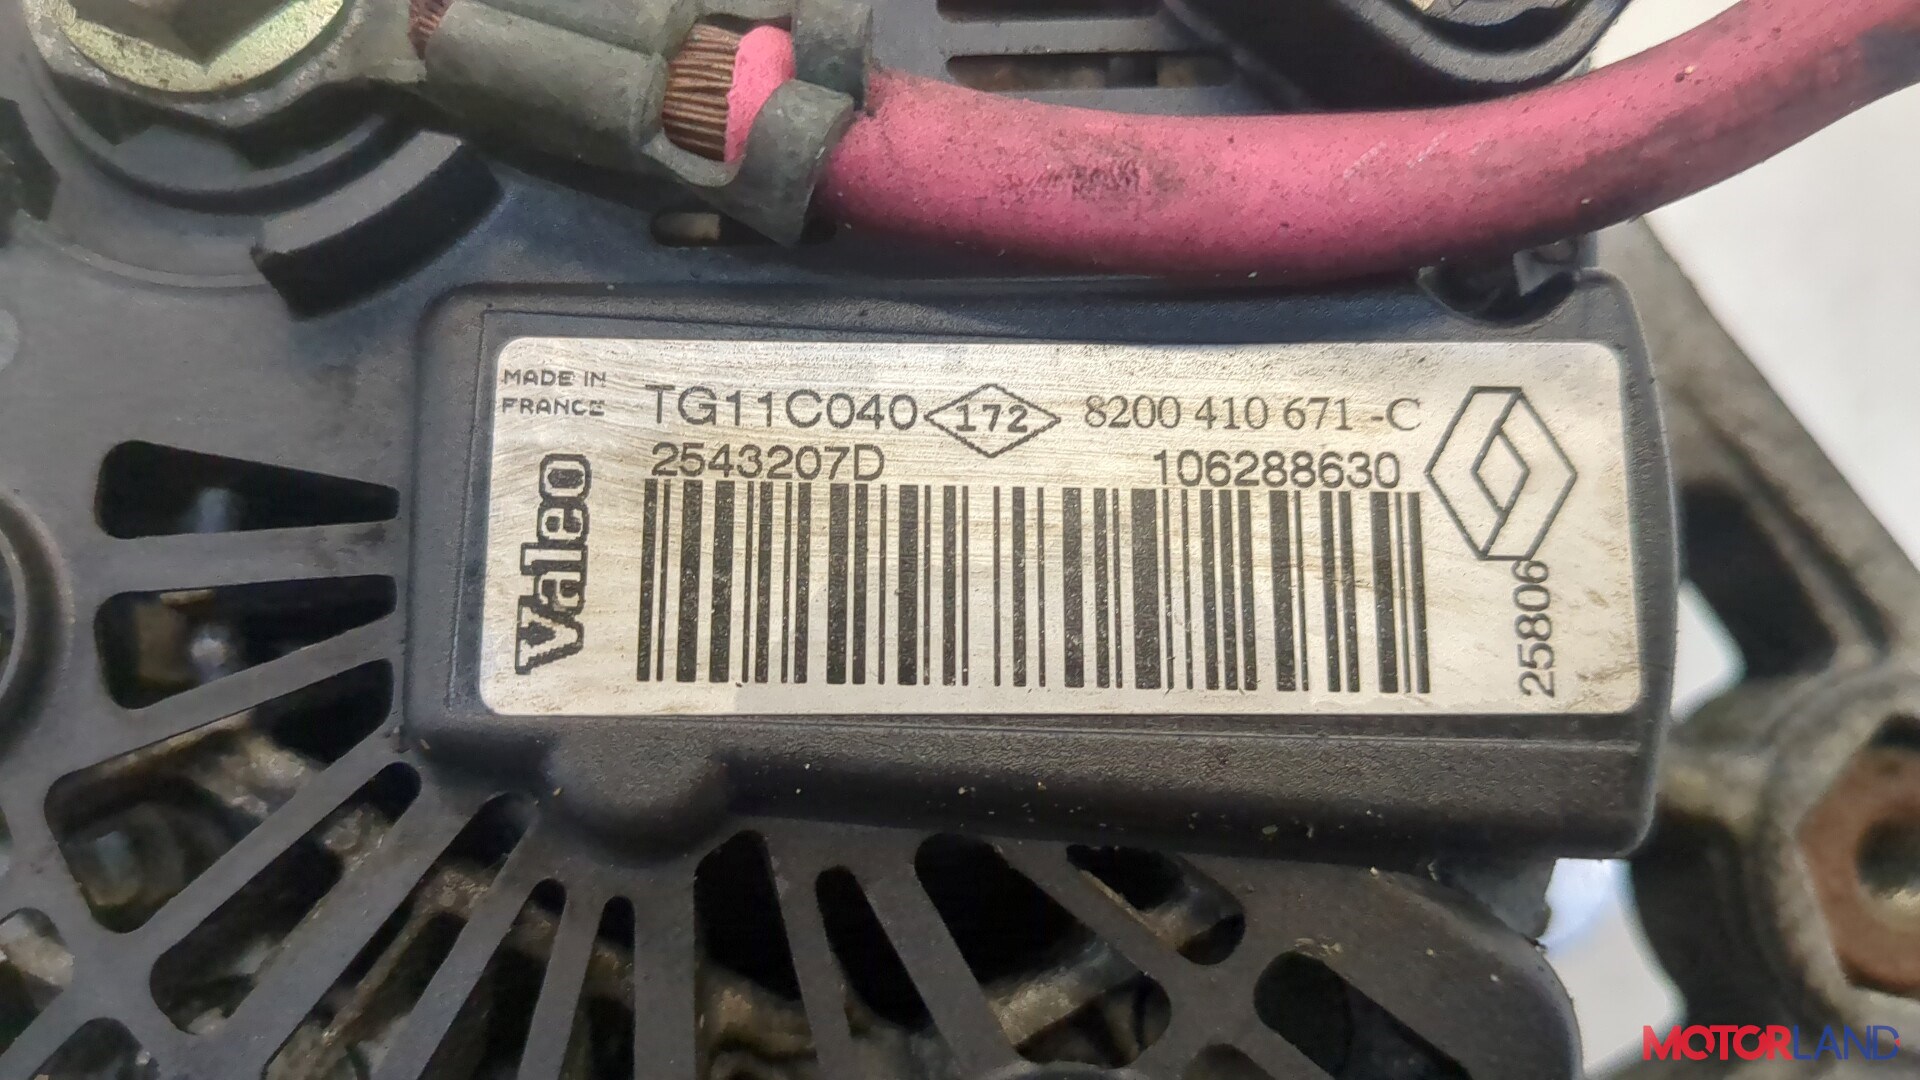 MADE IN
FRANCE
TG11C040 172 8200 410 671 -C
2543207D 106288630
Valeo
25806
MOTORLAND